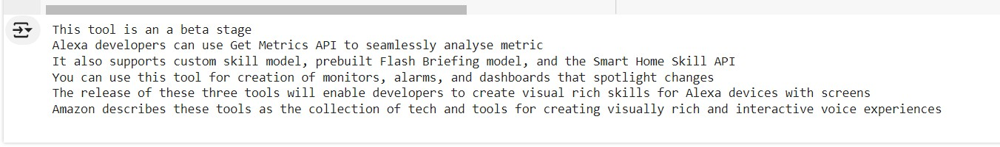 This tool is an a beta stage
Alexa developers can use Get Metrics API to seamlessly analyse metric
It also supports custom skill model, prebuilt Flash Briefing model, and the Smart Home Skill API
You can use this tool for creation of monitors, alarms, and dashboards that spotlight changes
The release of these three tools will enable developers to create visual rich skills for Alexa devices with screens
Amazon describes these tools as the collection of tech and tools for creating visually rich and interactive voice experiences